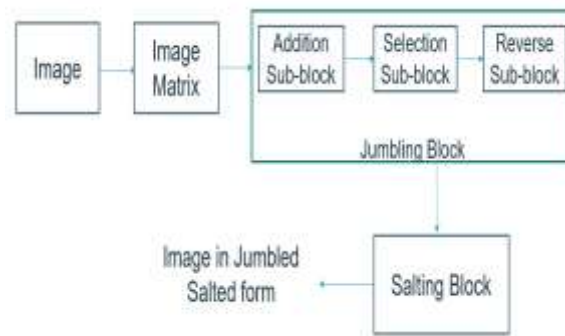 Image
Image
Matrix
Addition
Sub-block
Selection
Sub-block
Reverse
Sub-block
Jumbling Block
Salting Block
Image in Jumbled
Salted form